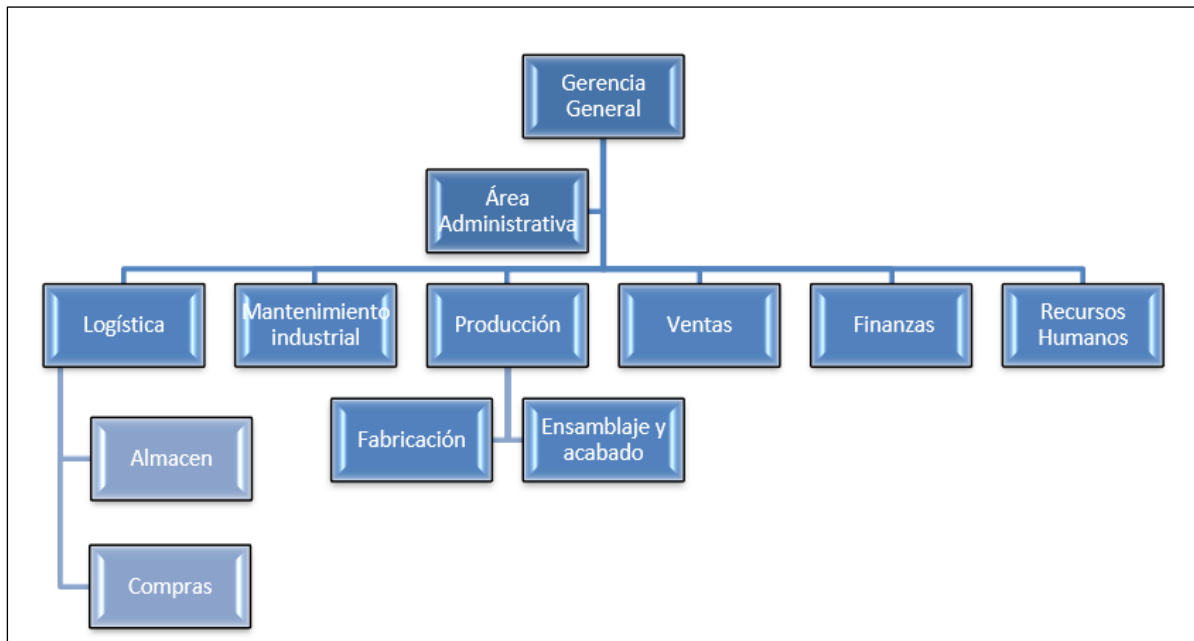 Gerencia
General
Área
Administrativa
Logística
Mantenimiento
industrial
Producción
Ventas
Finanzas
Recursos
Humanos
Fabricación
Ensamblaje y
acabado
Almacen
Compras